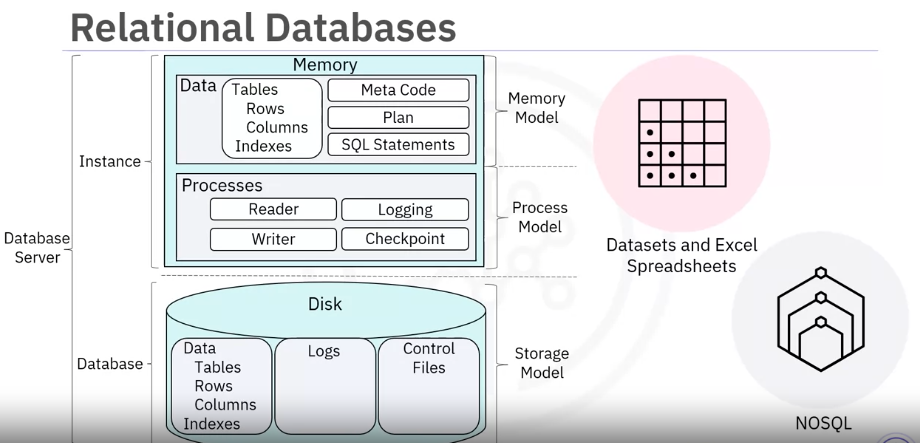 Relational Databases
Database
Server
Instance
Memory
Data
Tables
Rows
Columns
Indexes
Meta Code
Plan
SQL Statements
Memory
Model
Processes
Reader
Logging
Writer
Checkpoint
Process
Model
Database
Disk
Data
Tables
Rows
Columns
Indexes
Logs
Control
Files
Storage
Model
Datasets and Excel
Spreadsheets
NOSQL